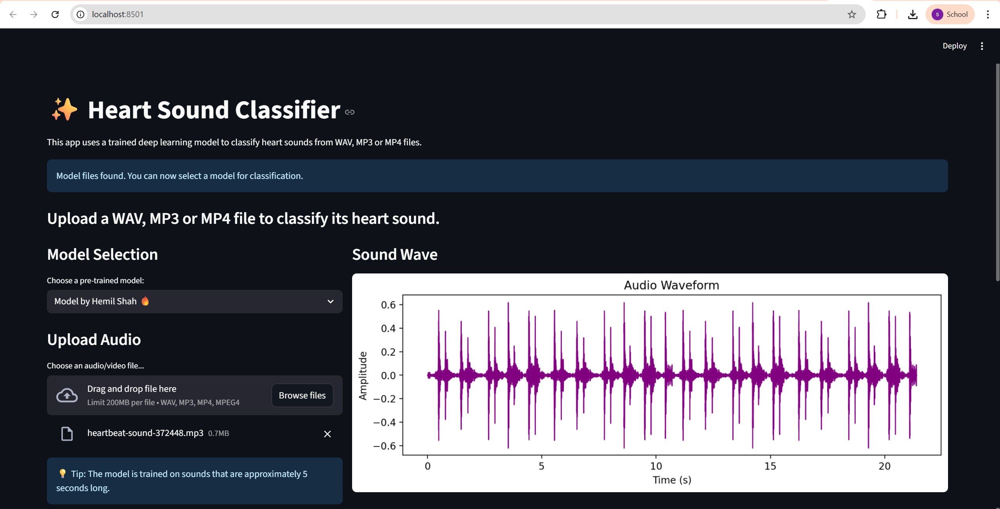 localhost:8501
S School
Deploy
✨ Heart Sound Classifier
This app uses a trained deep learning model to classify heart sounds from WAV, MP3 or MP4 files.
Model files found. You can now select a model for classification.
Upload a WAV, MP3 or MP4 file to classify its heart sound.
Model Selection
Choose a pre-trained model:
Model by Hemil Shah 🔥
Upload Audio
Choose an audio/video file...
Drag and drop file here
Limit 200MB per file • WAV, MP3, MP4, MPEG4
Browse files
heartbeat-sound-372448.mp3 0.7MB
💡 Tip: The model is trained on sounds that are approximately 5
seconds long.
Sound Wave
Audio Waveform
Amplitude
0.6
0.4
0.2
0.0
−0.2
−0.4
−0.6
0 5 10 15 20
Time (s)